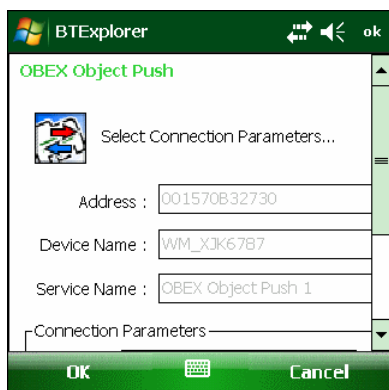 BTExplorer ok
OBEX Object Push
Select Connection Parameters...
Address : 001570B32730
Device Name : WM_XJK6787
Service Name : OBEX Object Push 1
Connection Parameters
OK Cancel